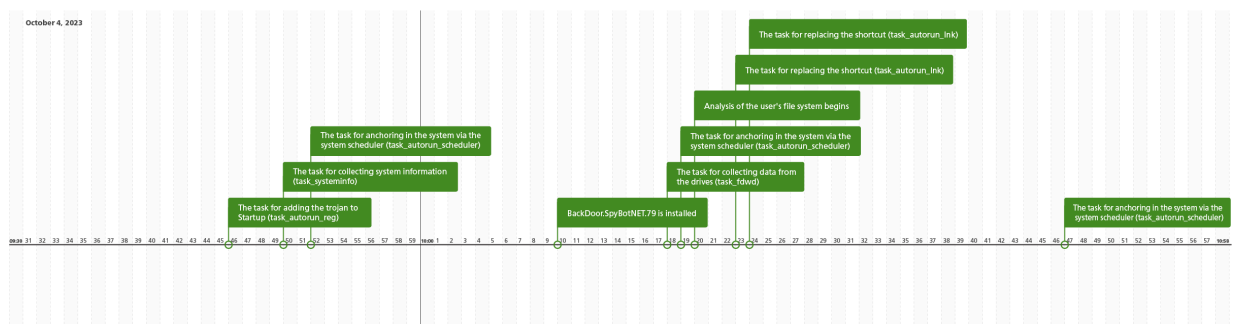 October 4, 2023
The task for replacing the shortcut (task_autorun_lnk)
The task for replacing the shortcut (task_autorun_lnk)
Analysis of the user's file system begins
The task for anchoring in the system via the
system scheduler (task_autorun_scheduler)
The task for anchoring in the system via the
system scheduler (task_autorun_scheduler)
The task for collecting system information
(task_systeminfo)
The task for collecting data from
the drives (task_fdwd)
The task for adding the trojan to
Startup (task_autorun_reg)
BackDoor.SpyBotNET.79 is installed
The task for anchoring in the system via the
system scheduler (task_autorun_scheduler)
31 32 33 34 35 36 37 38 39 40 41 42 43 44 45 46 47 48 49 50 51 52 53 54 55 56 57 58 59 10:00 1 2 3 4 5 6 7 8 9 10 11 12 13 14 15 16 17 18 19 20 21 22 23 24 25 26 27 28 29 30 31 32 33 34 35 36 37 38 39 40 41 42 43 44 45 46 47 48 49 50 51 52 53 54 55 56 57